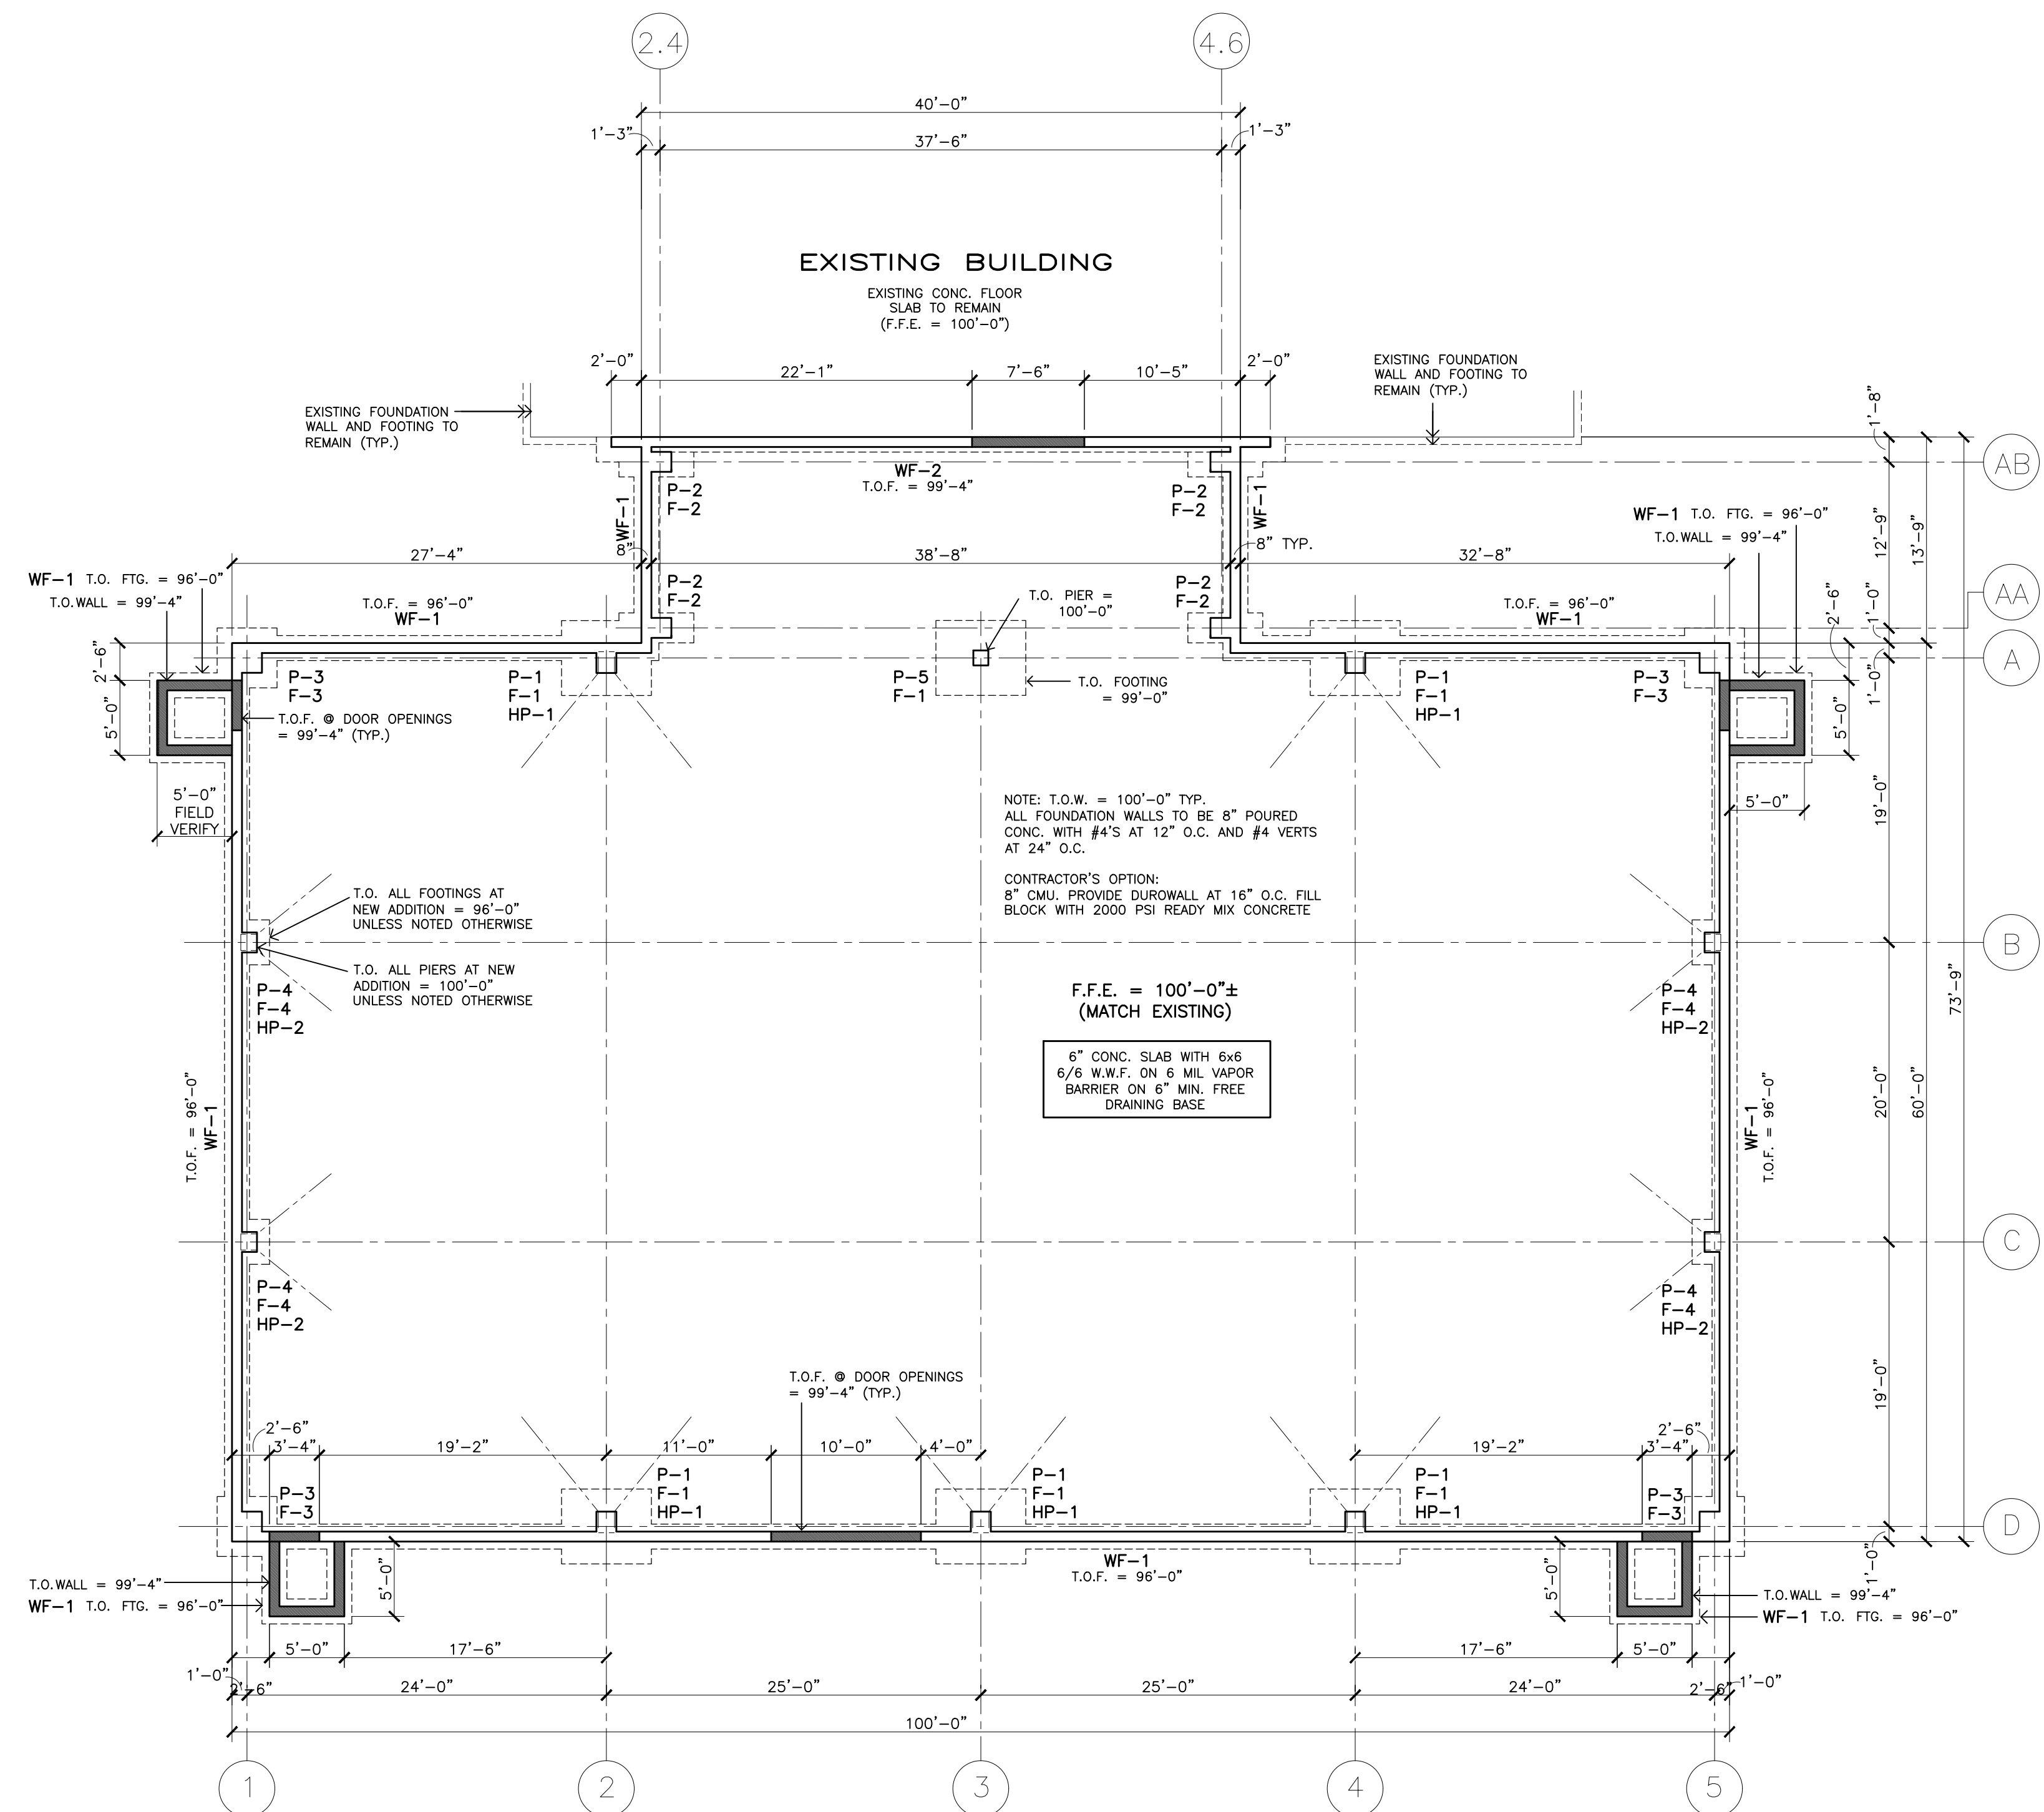 2.4
4.6
40'-0"
1'-3"
37'-6"
1'-3"
EXISTING BUILDING
EXISTING CONC. FLOOR
SLAB TO REMAIN
(F.F.E. = 100'-0")
2'-0"
22'-1"
7'-6"
10'-5"
2'-0"
EXISTING FOUNDATION
WALL AND FOOTING TO
REMAIN (TYP.)
EXISTING FOUNDATION
WALL AND FOOTING TO
REMAIN (TYP.)
1'-8"
AB
WF-2
T.O.F. = 99'-4"
P-2
F-2
P-2
F-2
WF-1
WF-1
WF-1 T.O. FTG. = 96'-0"
T.O.WALL = 99'-4"
12'-9"
13'-9"
27'-4"
8"
38'-8"
8" TYP.
32'-8"
WF-1 T.O. FTG. = 96'-0"
T.O.WALL = 99'-4"
T.O.F. = 96'-0"
WF-1
P-2
F-2
T.O. PIER =
100'-0"
P-2
F-2
T.O.F. = 96'-0"
WF-1
2'-6"
1'-0"
AA
2'-6"
5'-0"
P-3
F-3
P-1
F-1
HP-1
P-5
F-1
T.O. FOOTING
= 99'-0"
P-1
F-1
HP-1
P-3
F-3
1'-0"
A
T.O.F. @ DOOR OPENINGS
= 99'-4" (TYP.)
5'-0"
5'-0"
FIELD
VERIFY
5'-0"
19'-0"
NOTE: T.O.W. = 100'-0" TYP.
ALL FOUNDATION WALLS TO BE 8" POURED
CONC. WITH #4'S AT 12" O.C. AND #4 VERTS
AT 24" O.C.
CONTRACTOR'S OPTION:
8" CMU. PROVIDE DUROWALL AT 16" O.C. FILL
BLOCK WITH 2000 PSI READY MIX CONCRETE
T.O. ALL FOOTINGS AT
NEW ADDITION = 96'-0"
UNLESS NOTED OTHERWISE
T.O. ALL PIERS AT NEW
ADDITION = 100'-0"
UNLESS NOTED OTHERWISE
B
P-4
F-4
HP-2
F.F.E. = 100'-0"±
(MATCH EXISTING)
P-4
F-4
HP-2
73'-9"
6" CONC. SLAB WITH 6x6
6/6 W.W.F. ON 6 MIL VAPOR
BARRIER ON 6" MIN. FREE
DRAINING BASE
T.O.F. = 96'-0"
WF-1
WF-1
T.O.F. = 96'-0"
20'-0"
60'-0"
C
P-4
F-4
HP-2
P-4
F-4
HP-2
T.O.F. @ DOOR OPENINGS
= 99'-4" (TYP.)
19'-0"
2'-6"
3'-4"
19'-2"
11'-0"
10'-0"
4'-0"
19'-2"
2'-6"
3'-4"
P-3
F-3
P-1
F-1
HP-1
P-1
F-1
HP-1
P-1
F-1
HP-1
P-3
F-3
D
1'-0"
T.O.WALL = 99'-4"
WF-1 T.O. FTG. = 96'-0"
5'-0"
WF-1
T.O.F. = 96'-0"
5'-0"
T.O.WALL = 99'-4"
WF-1 T.O. FTG. = 96'-0"
5'-0"
17'-6"
17'-6"
5'-0"
1'-0"
2'-6"
24'-0"
25'-0"
25'-0"
24'-0"
2'-6"
1'-0"
100'-0"
1
2
3
4
5